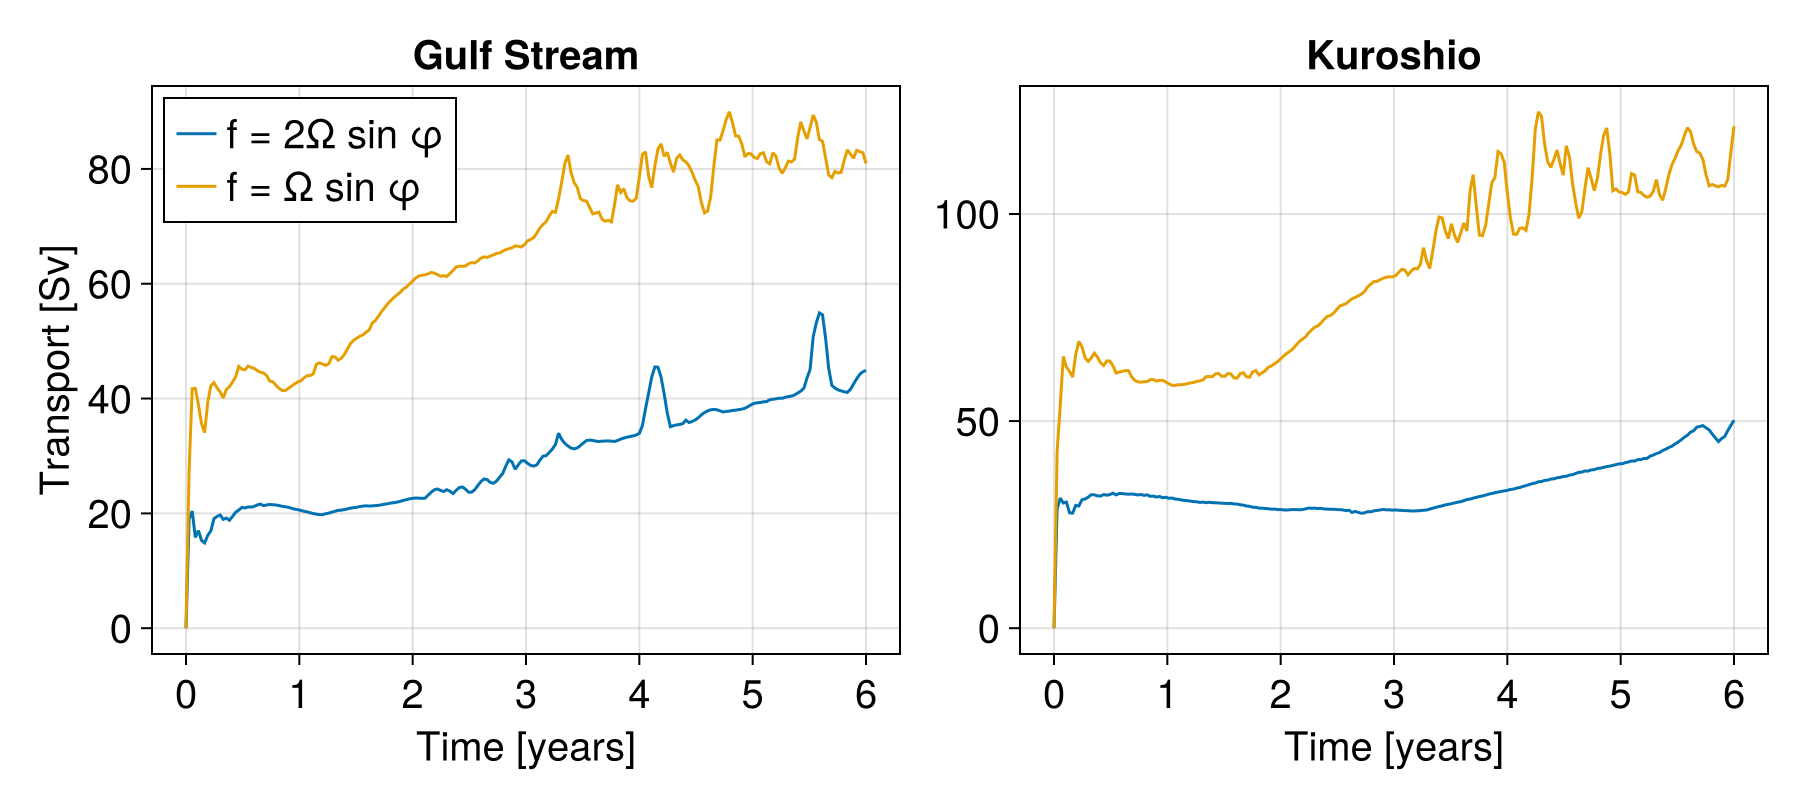 Gulf Stream
f = 2Ω sin φ
f = Ω sin φ
Transport [Sv]
80
60
40
20
0
0 1 2 3 4 5 6
Time [years]
Kuroshio
100
50
0
0 1 2 3 4 5 6
Time [years]